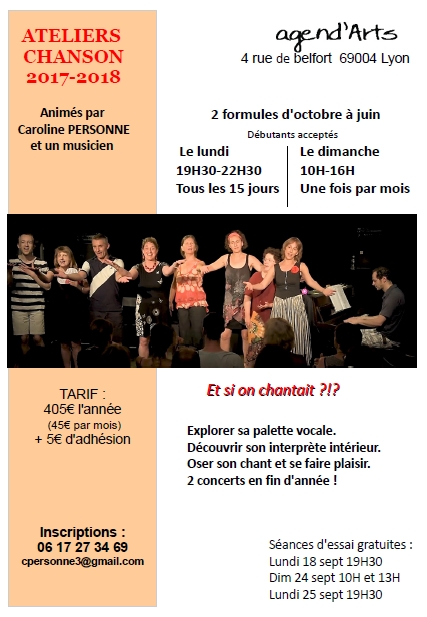 ATELIERS
CHANSON
2017-2018
Animés par
Caroline PERSONNE
et un musicien
agend'Arts
4 rue de belfort 69004 Lyon
2 formules d'octobre à juin
Débutants acceptés
Le lundi
19H30-22H30
Tous les 15 jours
Le dimanche
10H-16H
Une fois par mois
TARIF :
405€ l'année
(45€ par mois)
+ 5€ d'adhésion
Et si on chantait ?!?
Explorer sa palette vocale.
Découvrir son interprète intérieur.
Oser son chant et se faire plaisir.
2 concerts en fin d'année !
Inscriptions :
06 17 27 34 69
cpersonne3@gmail.com
Séances d'essai gratuites :
Lundi 18 sept 19H30
Dim 24 sept 10H et 13H
Lundi 25 sept 19H30